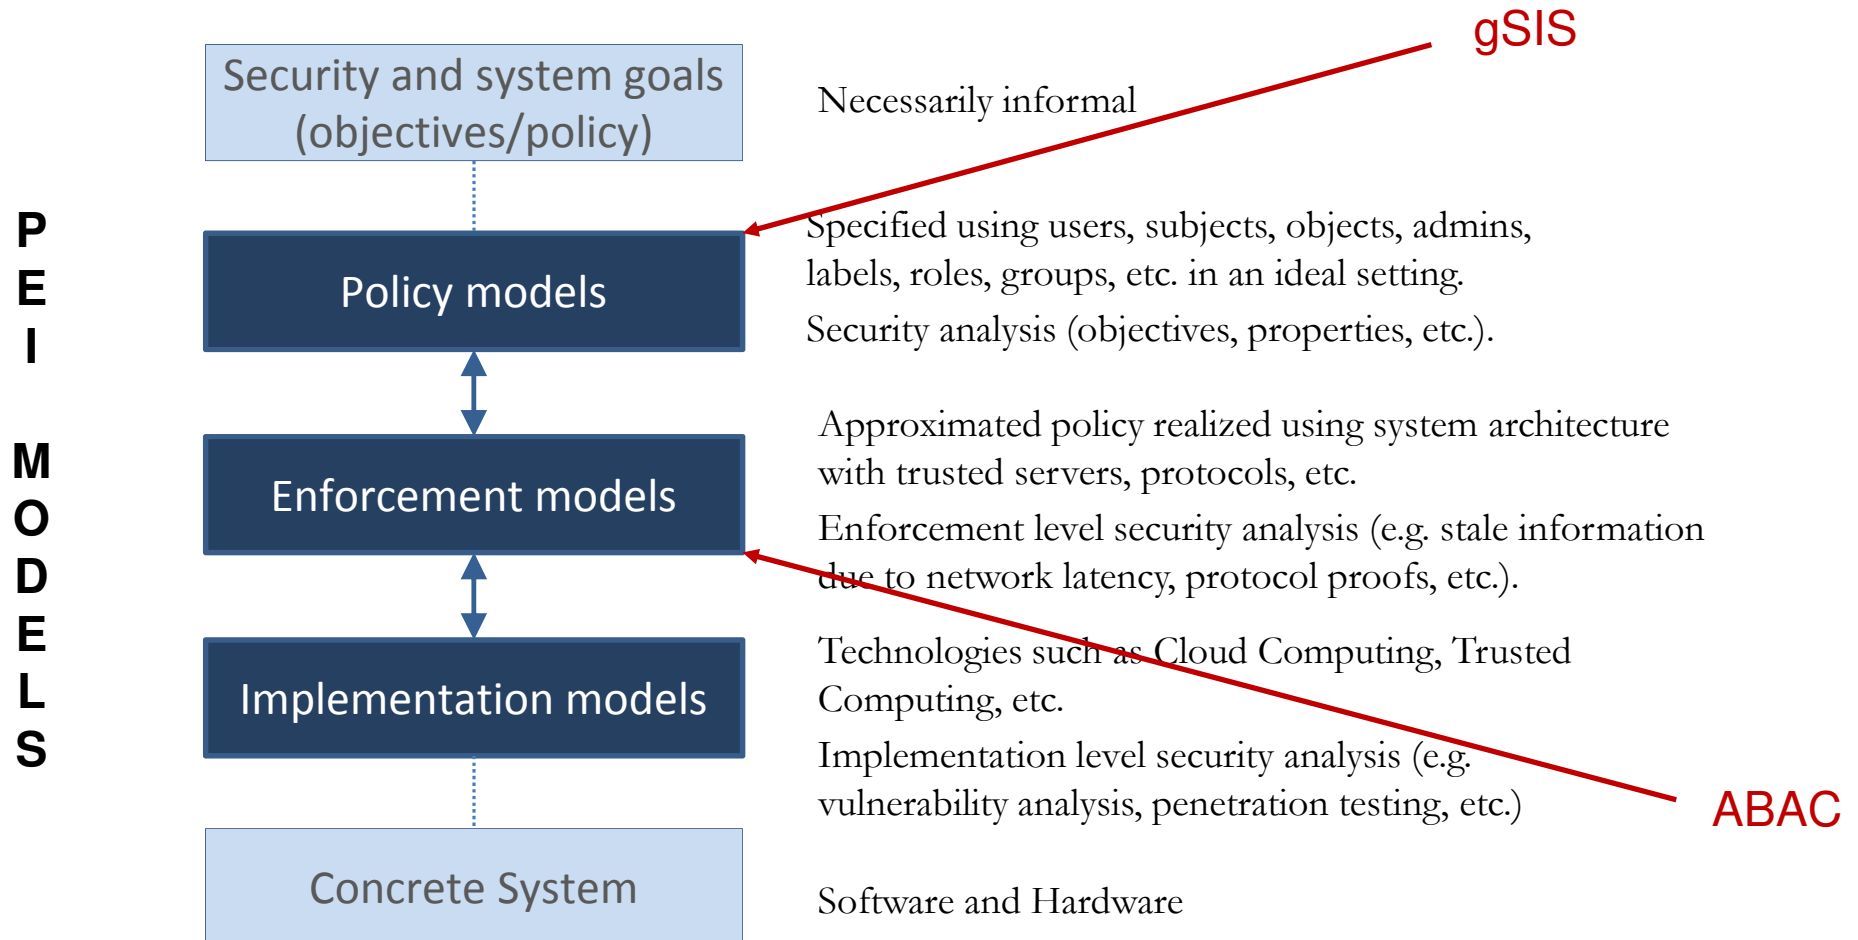 gSIS
Security and system goals
(objectives/policy)
Necessarily informal
P
E
I
M
O
D
E
L
S
Policy models
Specified using users, subjects, objects, admins,
labels, roles, groups, etc. in an ideal setting.
Security analysis (objectives, properties, etc.).
Enforcement models
Approximated policy realized using system architecture
with trusted servers, protocols, etc.
Enforcement level security analysis (e.g. stale information
due to network latency, protocol proofs, etc.).
Implementation models
Technologies such as Cloud Computing, Trusted
Computing, etc.
Implementation level security analysis (e.g.
vulnerability analysis, penetration testing, etc.)
ABAC
Concrete System
Software and Hardware